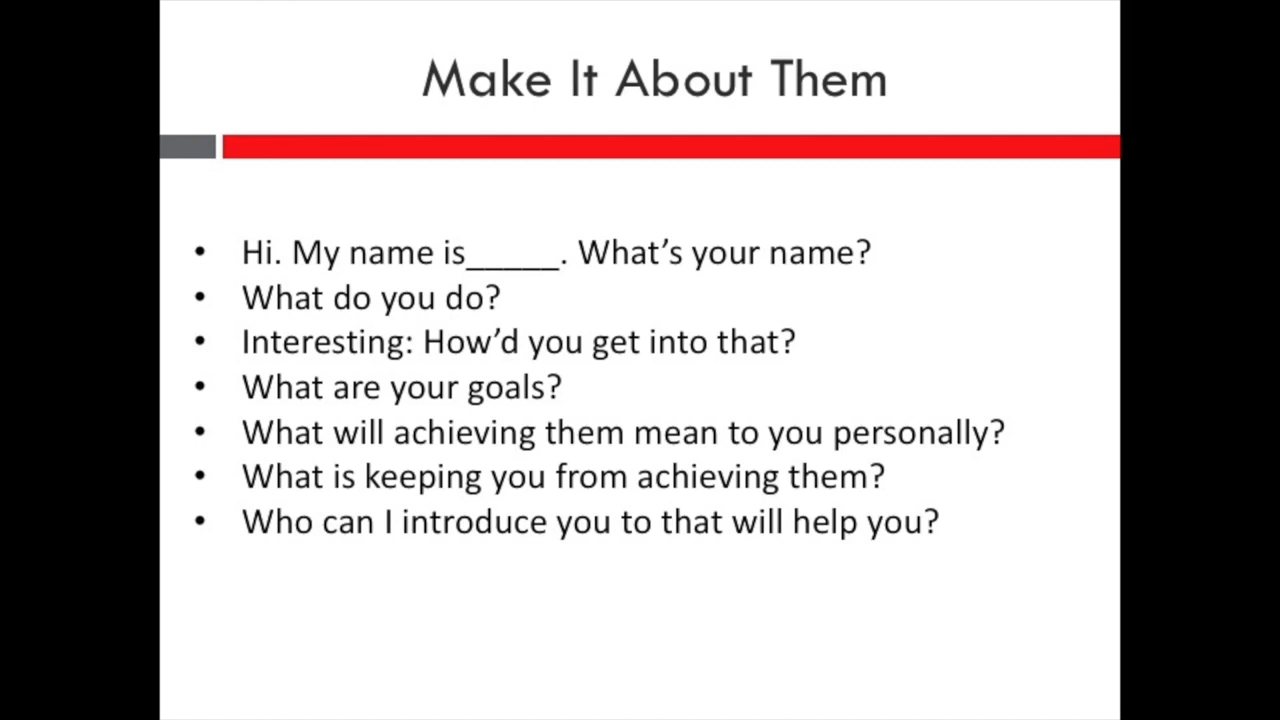 Make It About Them
• Hi. My name is_____. What’s your name?
• What do you do?
• Interesting: How’d you get into that?
• What are your goals?
• What will achieving them mean to you personally?
• What is keeping you from achieving them?
• Who can I introduce you to that will help you?